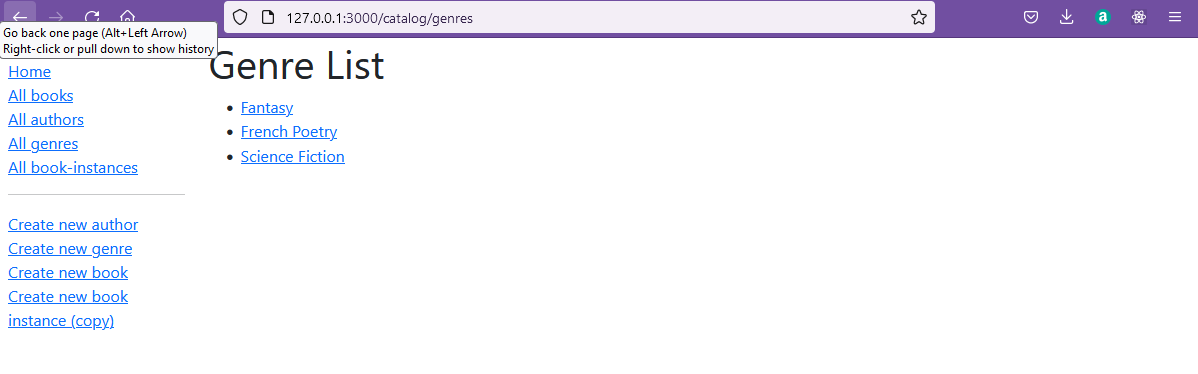 127.0.0.1:3000/catalog/genres
Go back one page (Alt+Left Arrow)
Right-click or pull down to show history
Home
All books
All authors
All genres
All book-instances
Create new author
Create new genre
Create new book
Create new book
instance (copy)
Genre List
Fantasy
French Poetry
Science Fiction
a